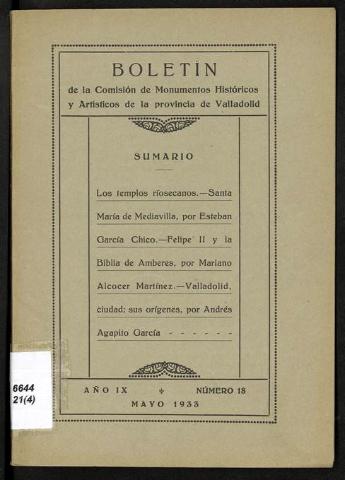 BOLETÍN
de la Comisión de Monumentos Históricos
y Artísticos de la provincia de Valladolid
SUMARIO
Los templos ríosecanos.—Santa
María de Mediavilla, por Esteban
García Chico.—Felipe II y la
Biblia de Amberes, por Mariano
Alcocer Martínez.—Valladolid,
ciudad: sus orígenes, por Andrés
Agapito García - - - - - -
AÑO IX NÚMERO 18
MAYO 1933
6644
21(4)